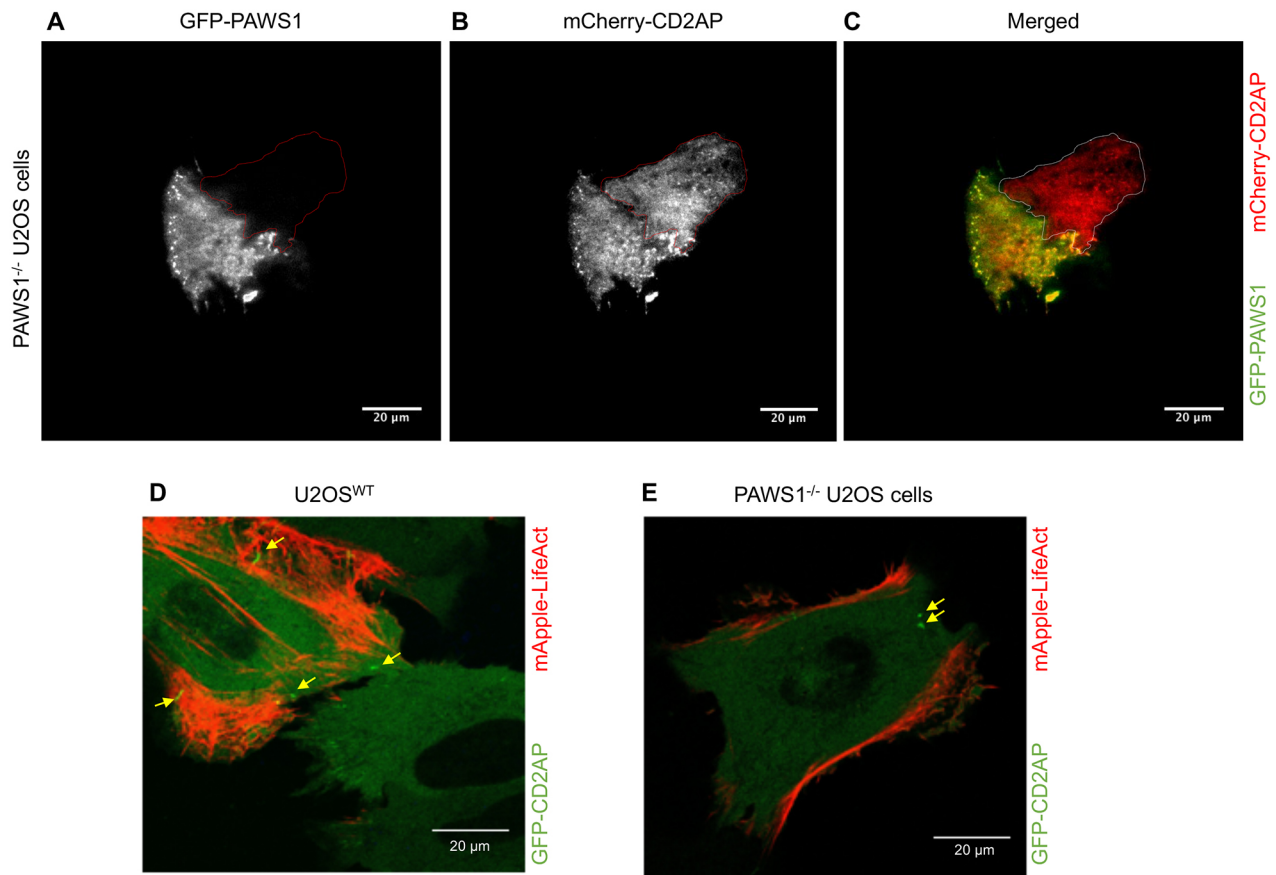 A GFP-PAWS1
B mCherry-CD2AP
C Merged
PAWS1-/- U2OS cells
mCherry-CD2AP
GFP-PAWS1
20 µm
20 µm
20 µm
D U2OSWT
E PAWS1-/- U2OS cells
mApple-LifeAct
GFP-CD2AP
mApple-LifeAct
GFP-CD2AP
20 µm
20 µm